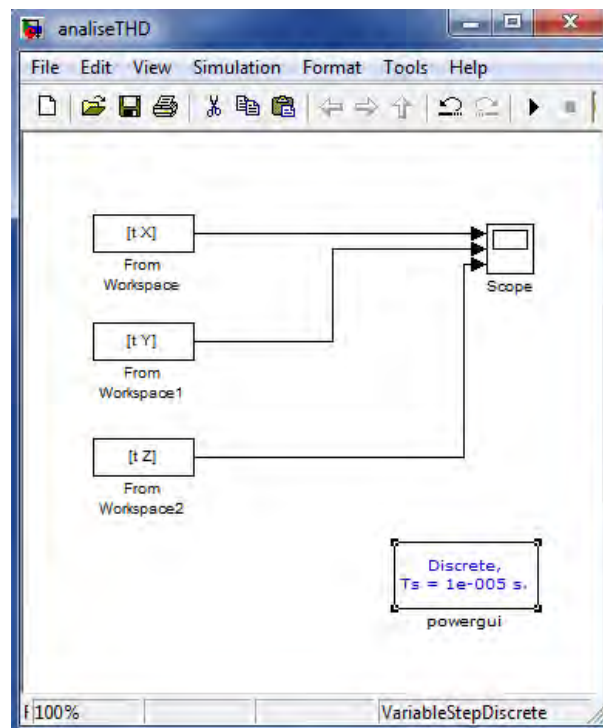 analiseTHD
File Edit View Simulation Format Tools Help
[t X]
From
Workspace
Scope
[t Y]
From
Workspace1
[t Z]
From
Workspace2
Discrete,
Ts = 1e-005 s.
powergui
100% VariableStepDiscrete